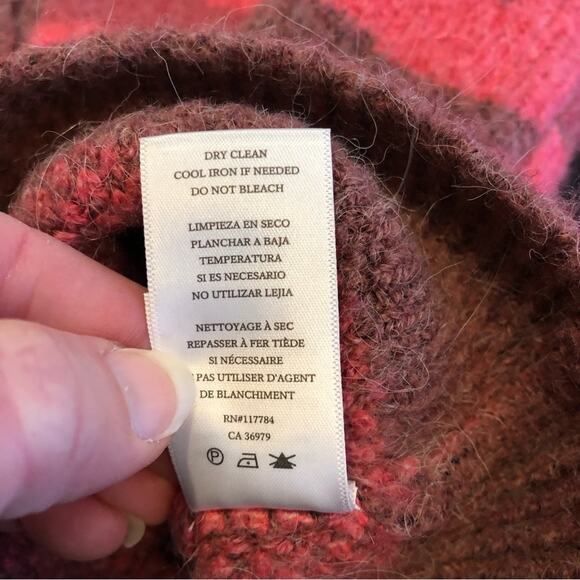 DRY CLEAN
COOL IRON IF NEEDED
DO NOT BLEACH
LIMPIEZA EN SECO
PLANCHAR A BAJA
TEMPERATURA
SI ES NECESARIO
NO UTILIZAR LEJIA
NETTOYAGE À SEC
REPASSER À FER TIÈDE
SI NÉCESSAIRE
PAS UTILISER D'AGENT
DE BLANCHIMENT
RN#117784
CA 36979
P